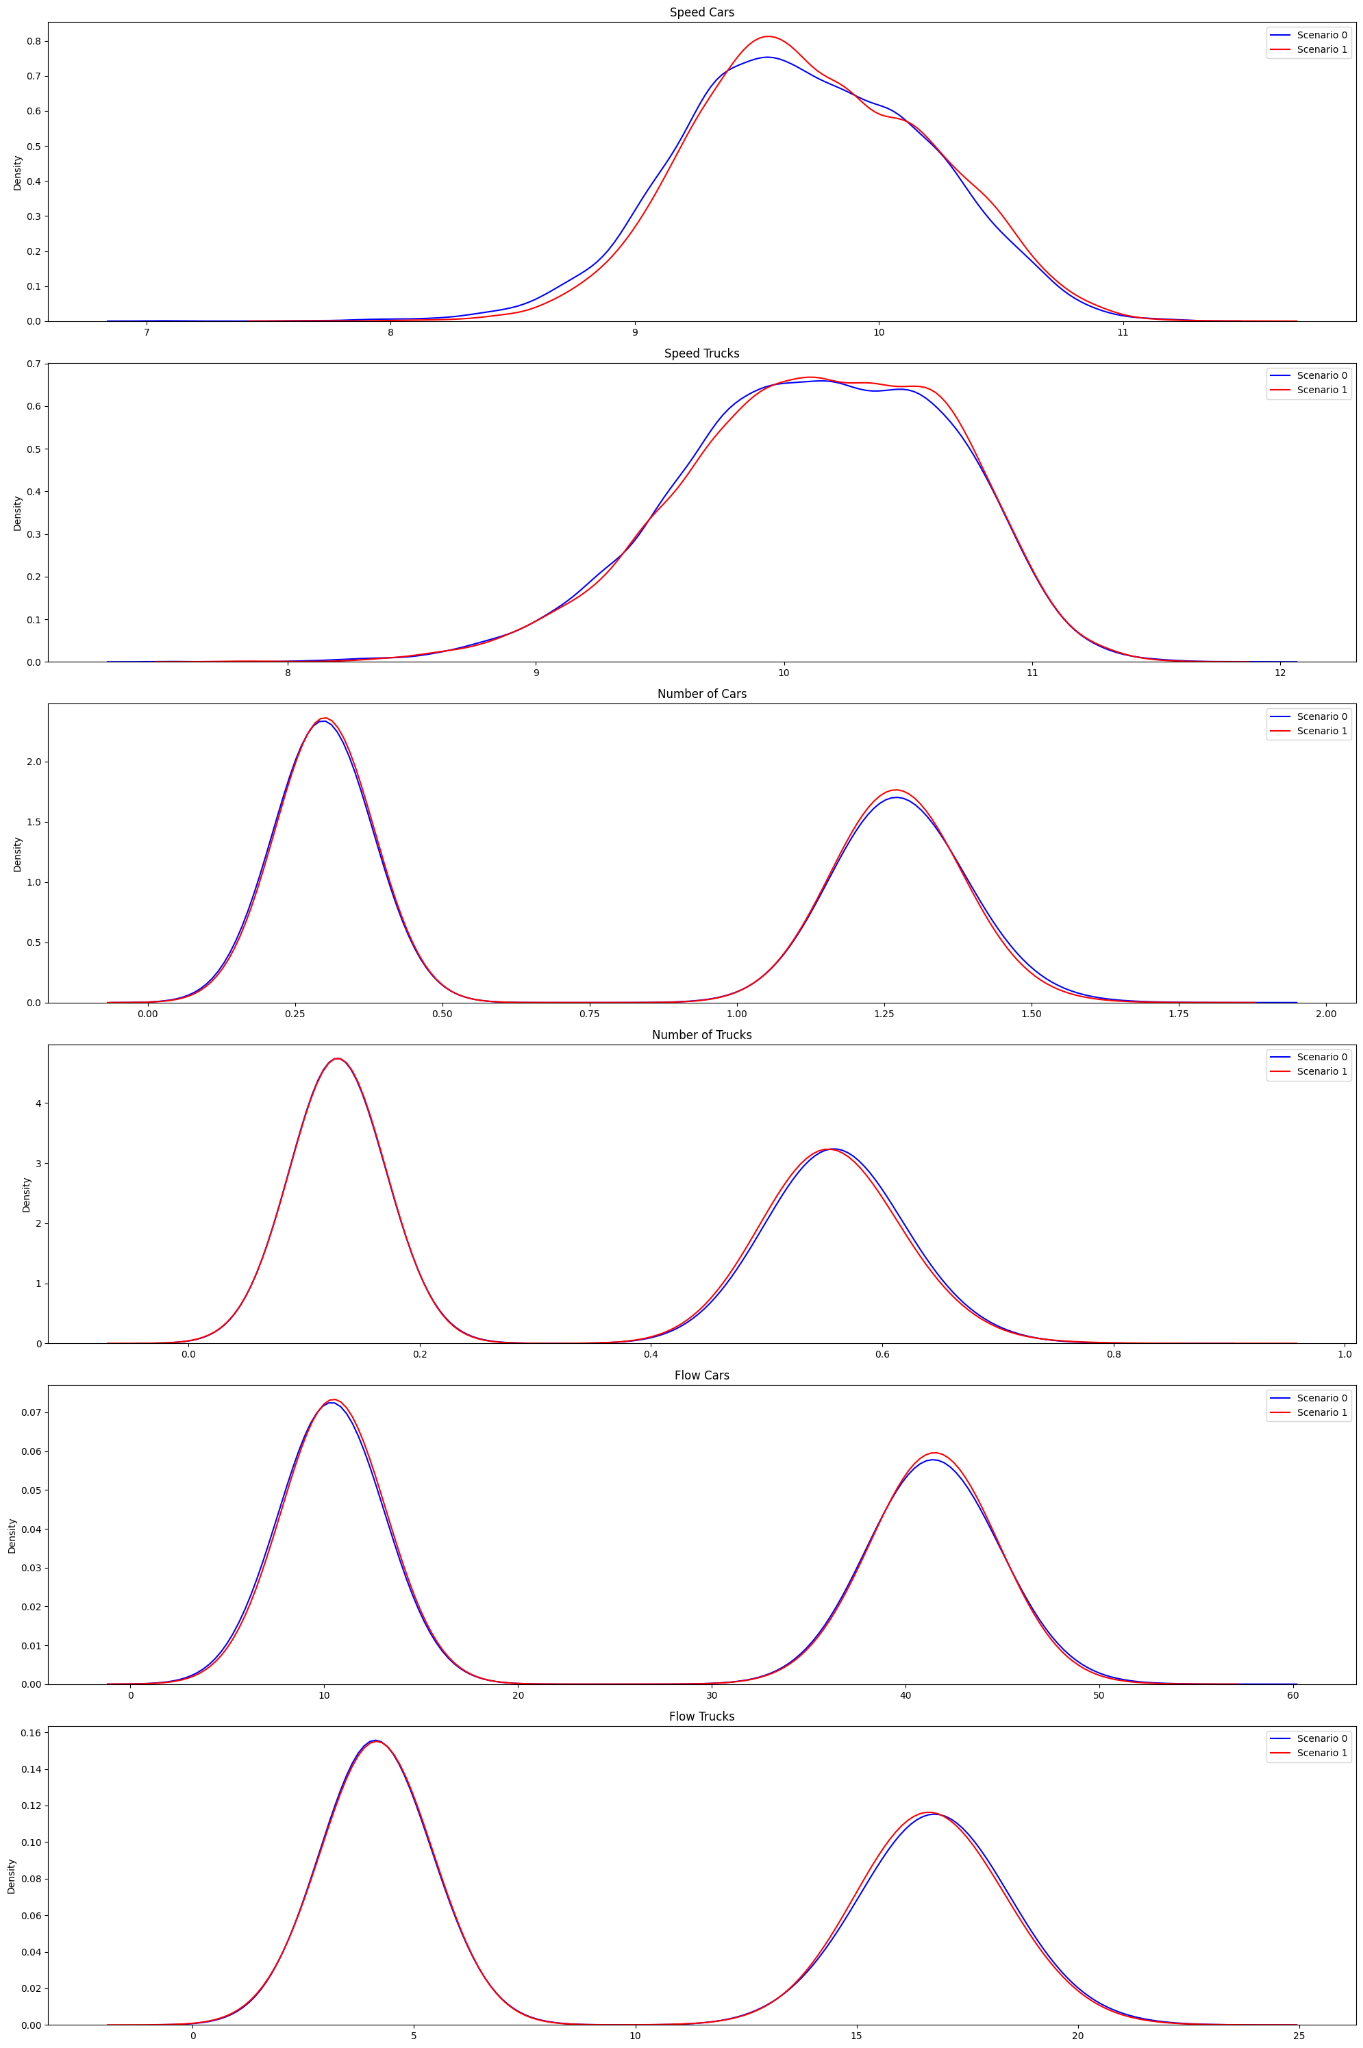 Speed Cars
Scenario 0
Scenario 1
Density
0.8
0.7
0.6
0.5
0.4
0.3
0.2
0.1
0.0
7 8 9 10 11
Speed Trucks
Scenario 0
Scenario 1
Density
0.7
0.6
0.5
0.4
0.3
0.2
0.1
0.0
8 9 10 11 12
Number of Cars
Scenario 0
Scenario 1
Density
2.0
1.5
1.0
0.5
0.0
0.00 0.25 0.50 0.75 1.00 1.25 1.50 1.75 2.00
Number of Trucks
Scenario 0
Scenario 1
Density
4
3
2
1
0
0.0 0.2 0.4 0.6 0.8 1.0
Flow Cars
Scenario 0
Scenario 1
Density
0.07
0.06
0.05
0.04
0.03
0.02
0.01
0.00
0 10 20 30 40 50 60
Flow Trucks
Scenario 0
Scenario 1
Density
0.16
0.14
0.12
0.10
0.08
0.06
0.04
0.02
0.00
0 5 10 15 20 25